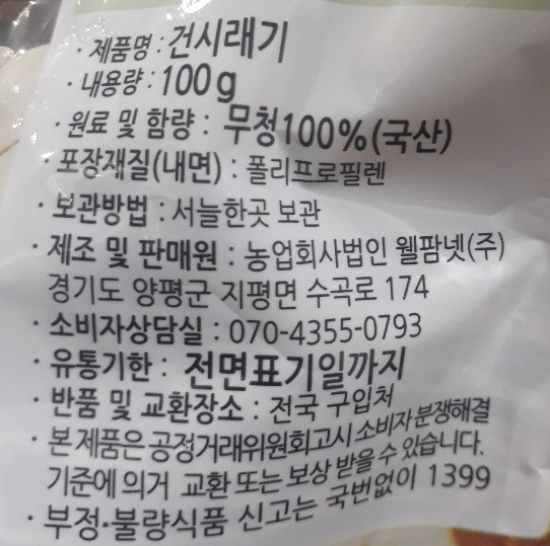 · 제품명 : 건시래기
· 내용량 : 100g
· 원료 및 함량 : 무청100%(국산)
· 포장재질(내면) : 폴리프로필렌
· 보관방법 : 서늘한곳 보관
· 제조 및 판매원 : 농업회사법인 웰팜넷(주)
경기도 양평군 지평면 수곡로 174
· 소비자상담실 : 070-4355-0793
· 유통기한 : 전면표기일까지
· 반품 및 교환장소 : 전국 구입처
· 본 제품은 공정거래위원회고시 소비자분쟁해결
기준에 의거 교환 또는 보상 받을 수 있습니다.
· 부정·불량식품 신고는 국번없이 1399